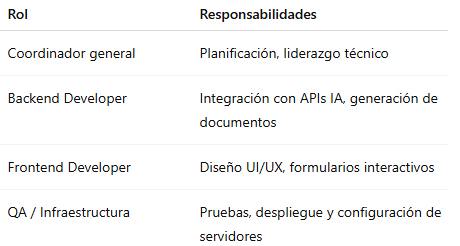 Rol Responsabilidades
Coordinador general Planificación, liderazgo técnico
Backend Developer Integración con APIs IA, generación de
documentos
Frontend Developer Diseño UI/UX, formularios interactivos
QA / Infraestructura Pruebas, despliegue y configuración de
servidores